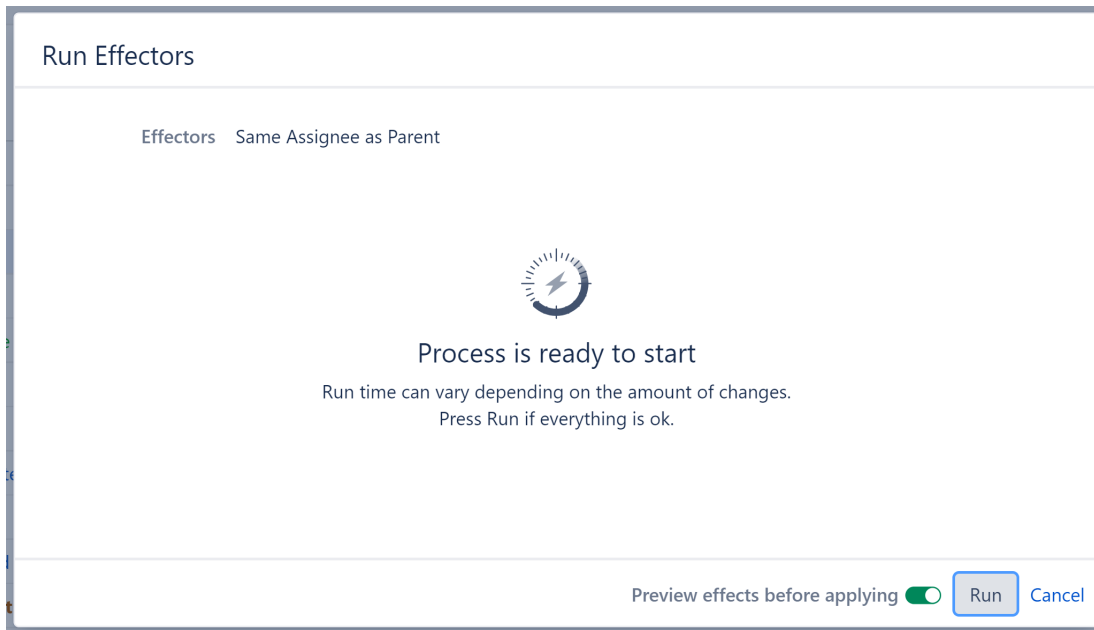 Run Effectors
Effectors Same Assignee as Parent
Process is ready to start
Run time can vary depending on the amount of changes.
Press Run if everything is ok.
Preview effects before applying Run Cancel